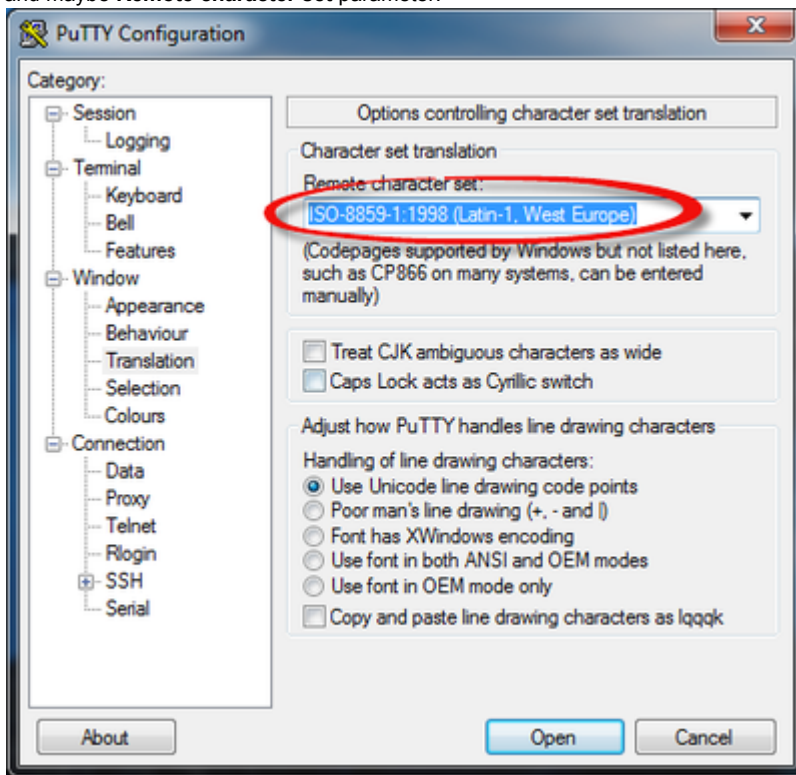 and maybe Remote character set parameter.
PuTTY Configuration
Category:
Session
Logging
Terminal
Keyboard
Bell
Features
Window
Appearance
Behaviour
Translation
Selection
Colours
Connection
Data
Proxy
Telnet
Rlogin
SSH
Serial
Options controlling character set translation
Character set translation
Remote character set:
ISO-8859-1:1998 (Latin-1, West Europe)
(Codepages supported by Windows but not listed here,
such as CP866 on many systems, can be entered
manually)
Treat CJK ambiguous characters as wide
Caps Lock acts as Cyrillic switch
Adjust how PuTTY handles line drawing characters
Handling of line drawing characters:
Use Unicode line drawing code points
Poor man's line drawing (+, - and |)
Font has XWindows encoding
Use font in both ANSI and OEM modes
Use font in OEM mode only
Copy and paste line drawing characters as lqqqk
About
Open
Cancel